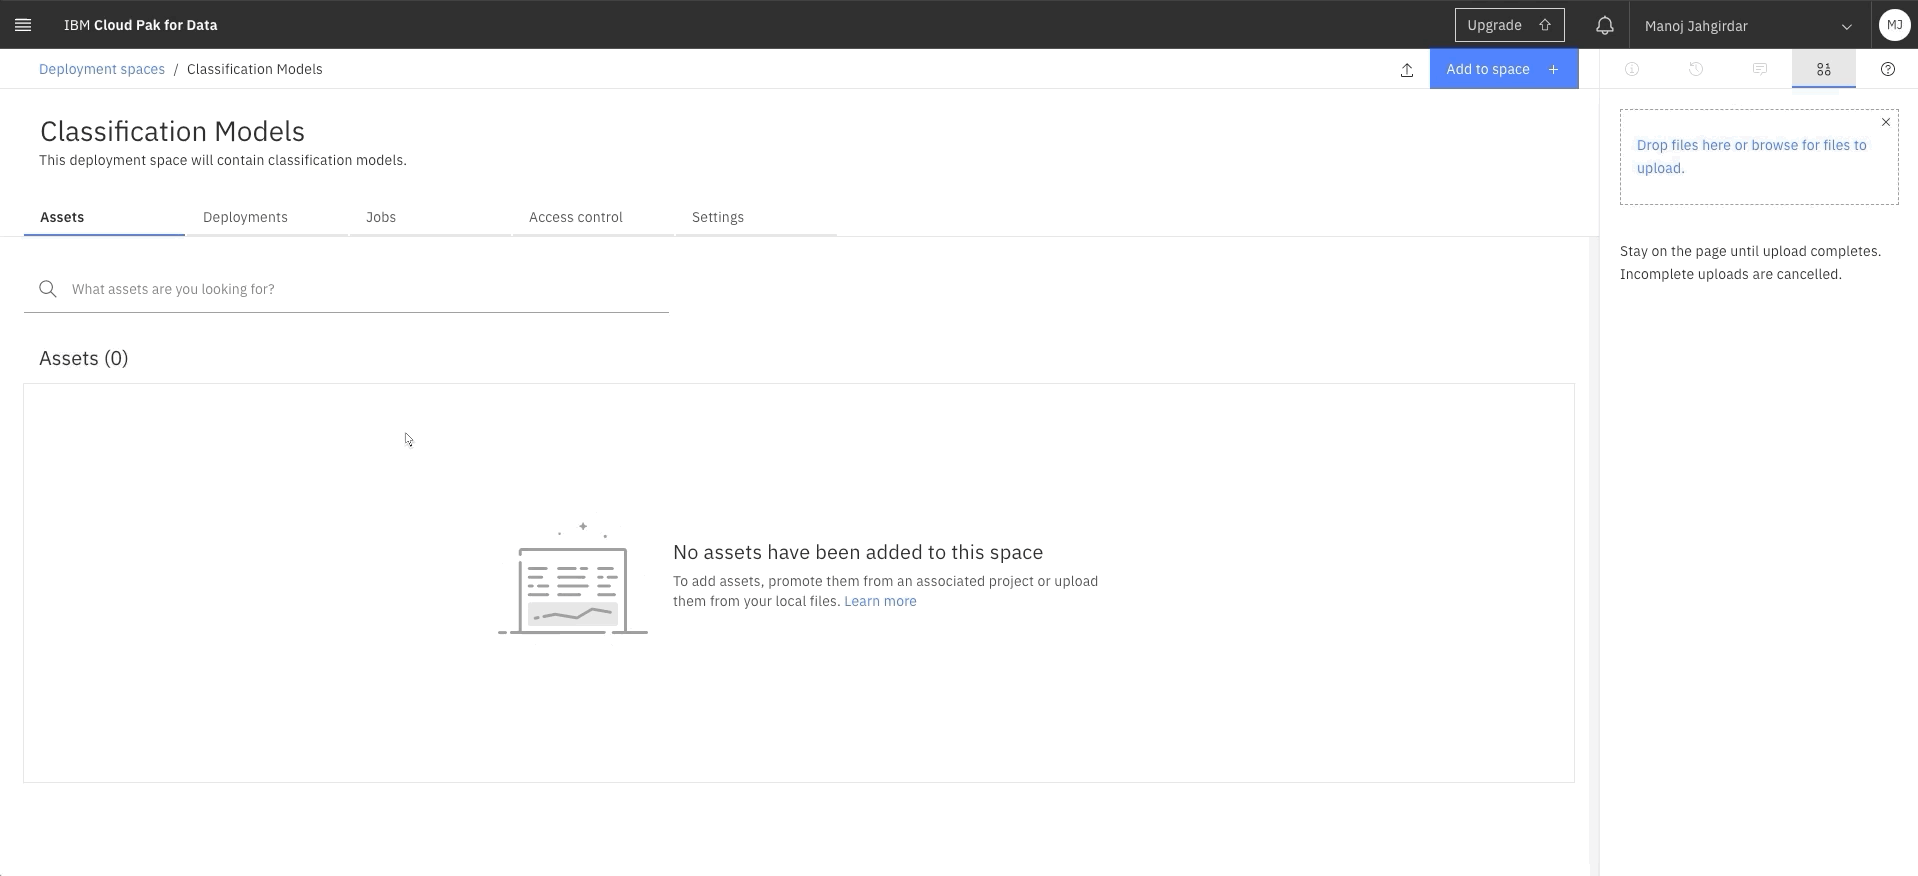 IBM Cloud Pak for Data
Upgrade
Manoj Jahgirdar
MJ
Deployment spaces / Classification Models
Add to space +
Classification Models
This deployment space will contain classification models.
Assets
Deployments
Jobs
Access control
Settings
What assets are you looking for?
Assets (0)
No assets have been added to this space
To add assets, promote them from an associated project or upload
them from your local files. Learn more
Drop files here or browse for files to
upload.
Stay on the page until upload completes.
Incomplete uploads are cancelled.